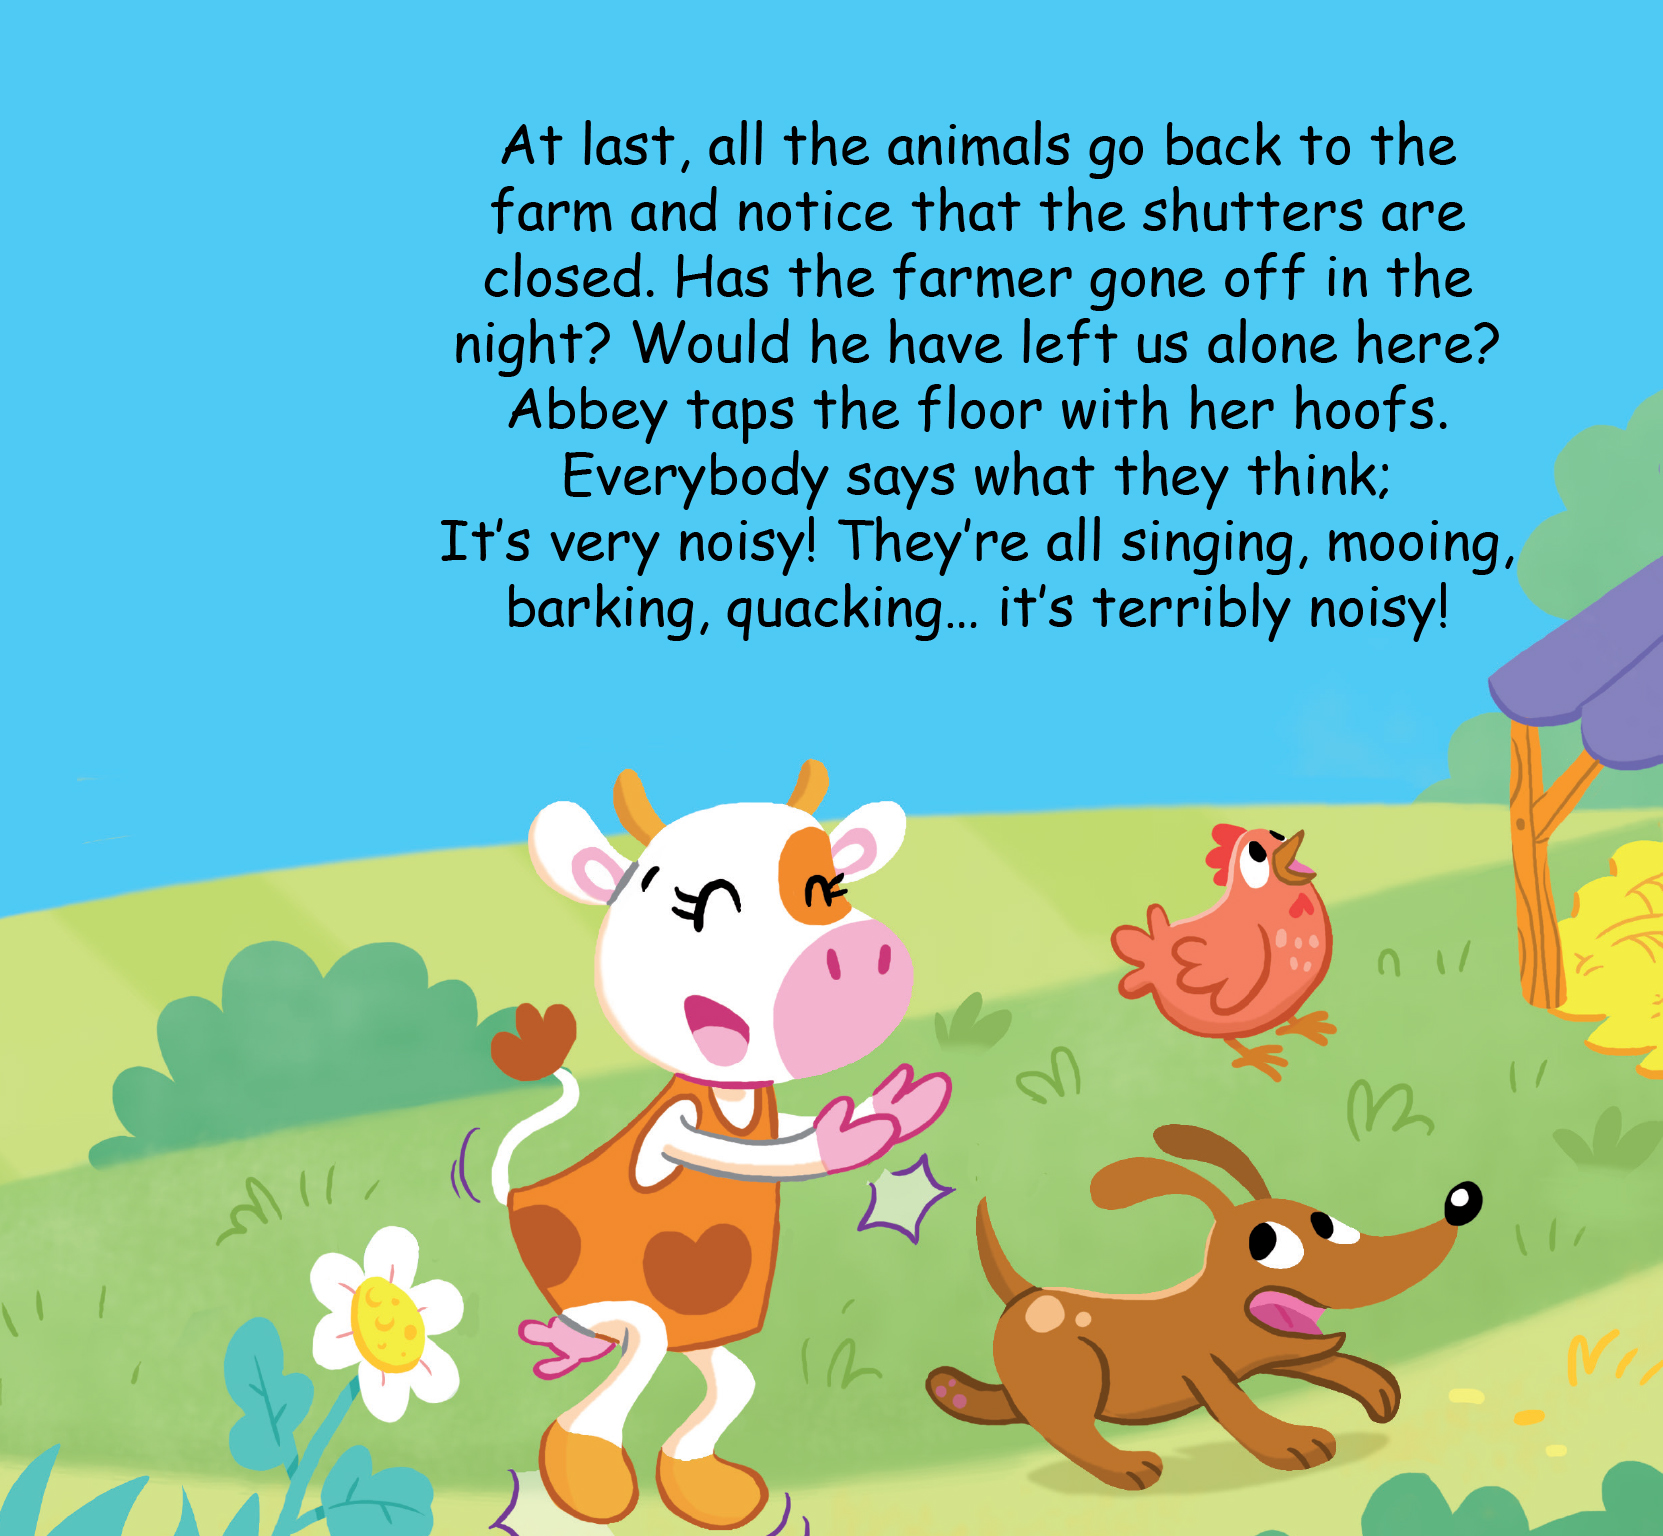 At last, all the animals go back to the
farm and notice that the shutters are
closed. Has the farmer gone off in the
night? Would he have left us alone here?
Abbey taps the floor with her hoofs.
Everybody says what they think;
It’s very noisy! They’re all singing, mooing,
barking, quacking... it’s terribly noisy!